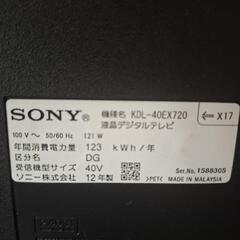 SONY® 機種名 KDL-40EX720
液晶デジタルテレビ
← X17
100 V～ 50/60 Hz 121 W
年間消費電力量 123 kWh/年
区分名 DG
受信機型サイズ 40V
ソニー株式会社 12年製
Ser.No.1588305
>PET< MADE IN MALAYSIA